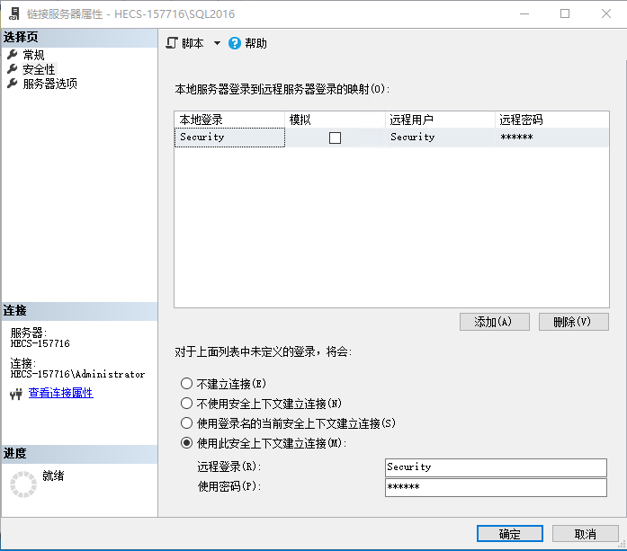 链接服务器属性 - HECS-157716\SQL2016
选择页
常规
安全性
服务器选项
脚本 帮助
本地服务器登录到远程服务器登录的映射(O):
本地登录 模拟 远程用户 远程密码
Security Security ******
添加(A) 删除(V)
对于上面列表中未定义的登录，将会:
不建立连接(E)
不使用安全上下文建立连接(N)
使用登录名的当前安全上下文建立连接(S)
使用此安全上下文建立连接(M):
远程登录(R): Security
使用密码(P): ******
连接
服务器:
HECS-157716
连接:
HECS-157716\Administrator
查看连接属性
进度
就绪
确定 取消